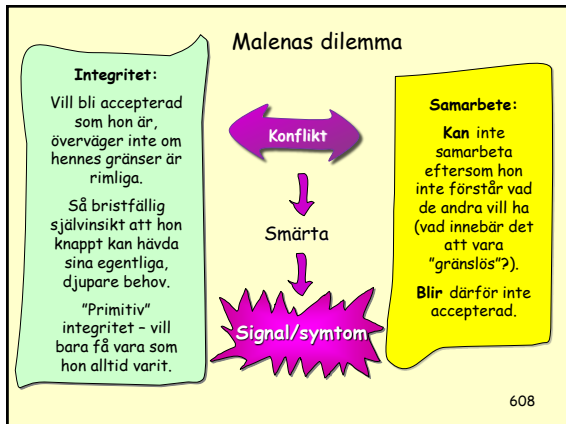 Malenas dilemma
Integritet:
Vill bli accepterad
som hon är,
överväger inte om
hennes gränser är
rimliga.
Så bristfällig
självinsikt att hon
knappt kan hävda
sina egentliga,
djupare behov.
"Primitiv"
integritet – vill
bara få vara som
hon alltid varit.
Konflikt
Smärta
Signal/symtom
Samarbete:
Kan inte
samarbeta
eftersom hon
inte förstår vad
de andra vill ha
(vad innebär det
att vara
"gränslös"?).
Blir därför inte
accepterad.
608